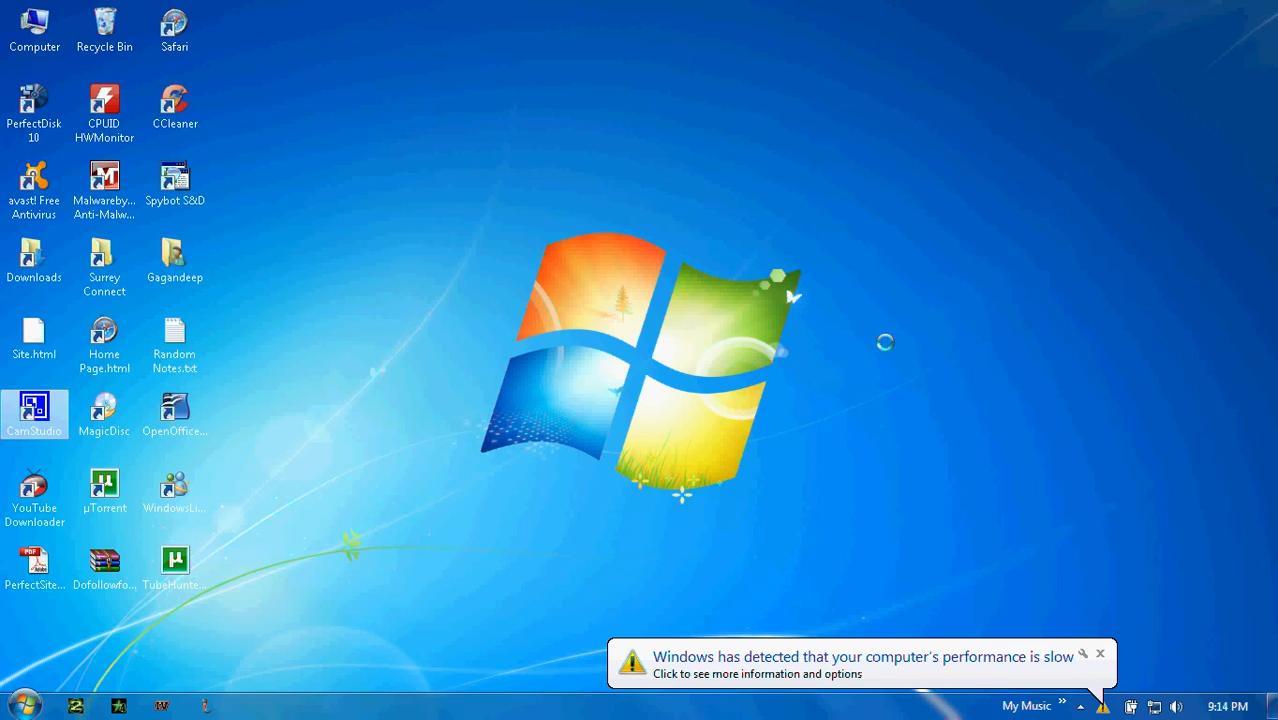 Computer
Recycle Bin
Safari
PerfectDisk
10
CPUID
HWMonitor
CCleaner
avast! Free
Antivirus
Malwareby...
Anti-Malw...
Spybot S&D
Downloads
Surrey
Connect
Gagandeep
Site.html
Home
Page.html
Random
Notes.txt
CamStudio
MagicDisc
OpenOffice...
YouTube
Downloader
µTorrent
WindowsLi...
PerfectSite...
Dofollowfo...
TubeHunte...
Windows has detected that your computer's performance is slow
Click to see more information and options
My Music
9:14 PM